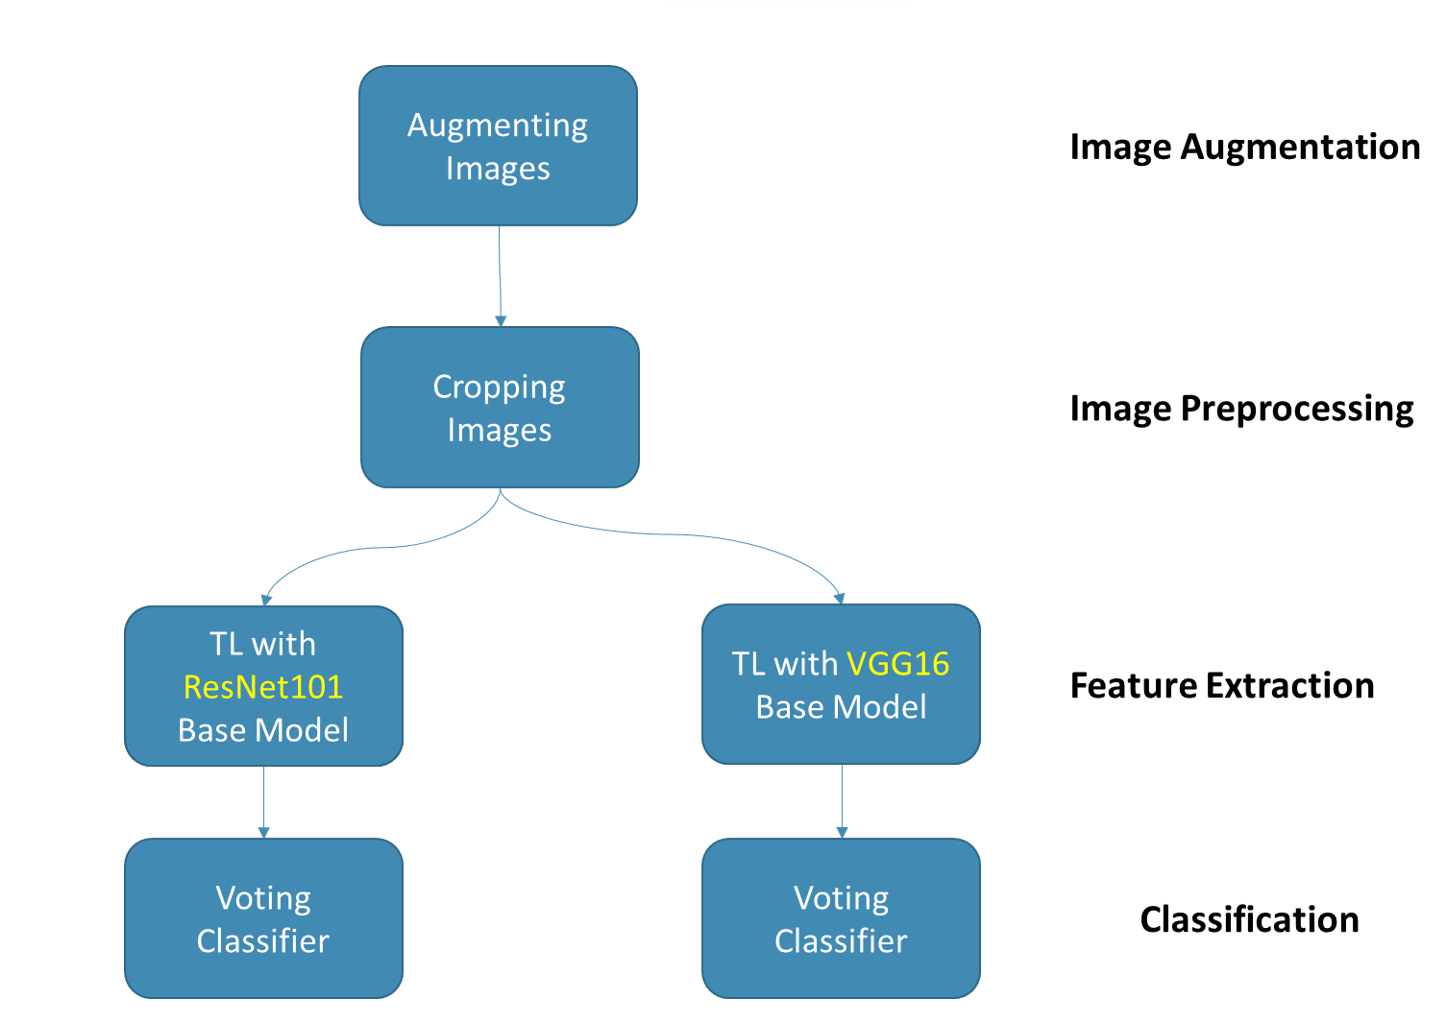 Augmenting
Images
Image Augmentation
Cropping
Images
Image Preprocessing
TL with
ResNet101
Base Model
TL with VGG16
Base Model
Feature Extraction
Voting
Classifier
Voting
Classifier
Classification